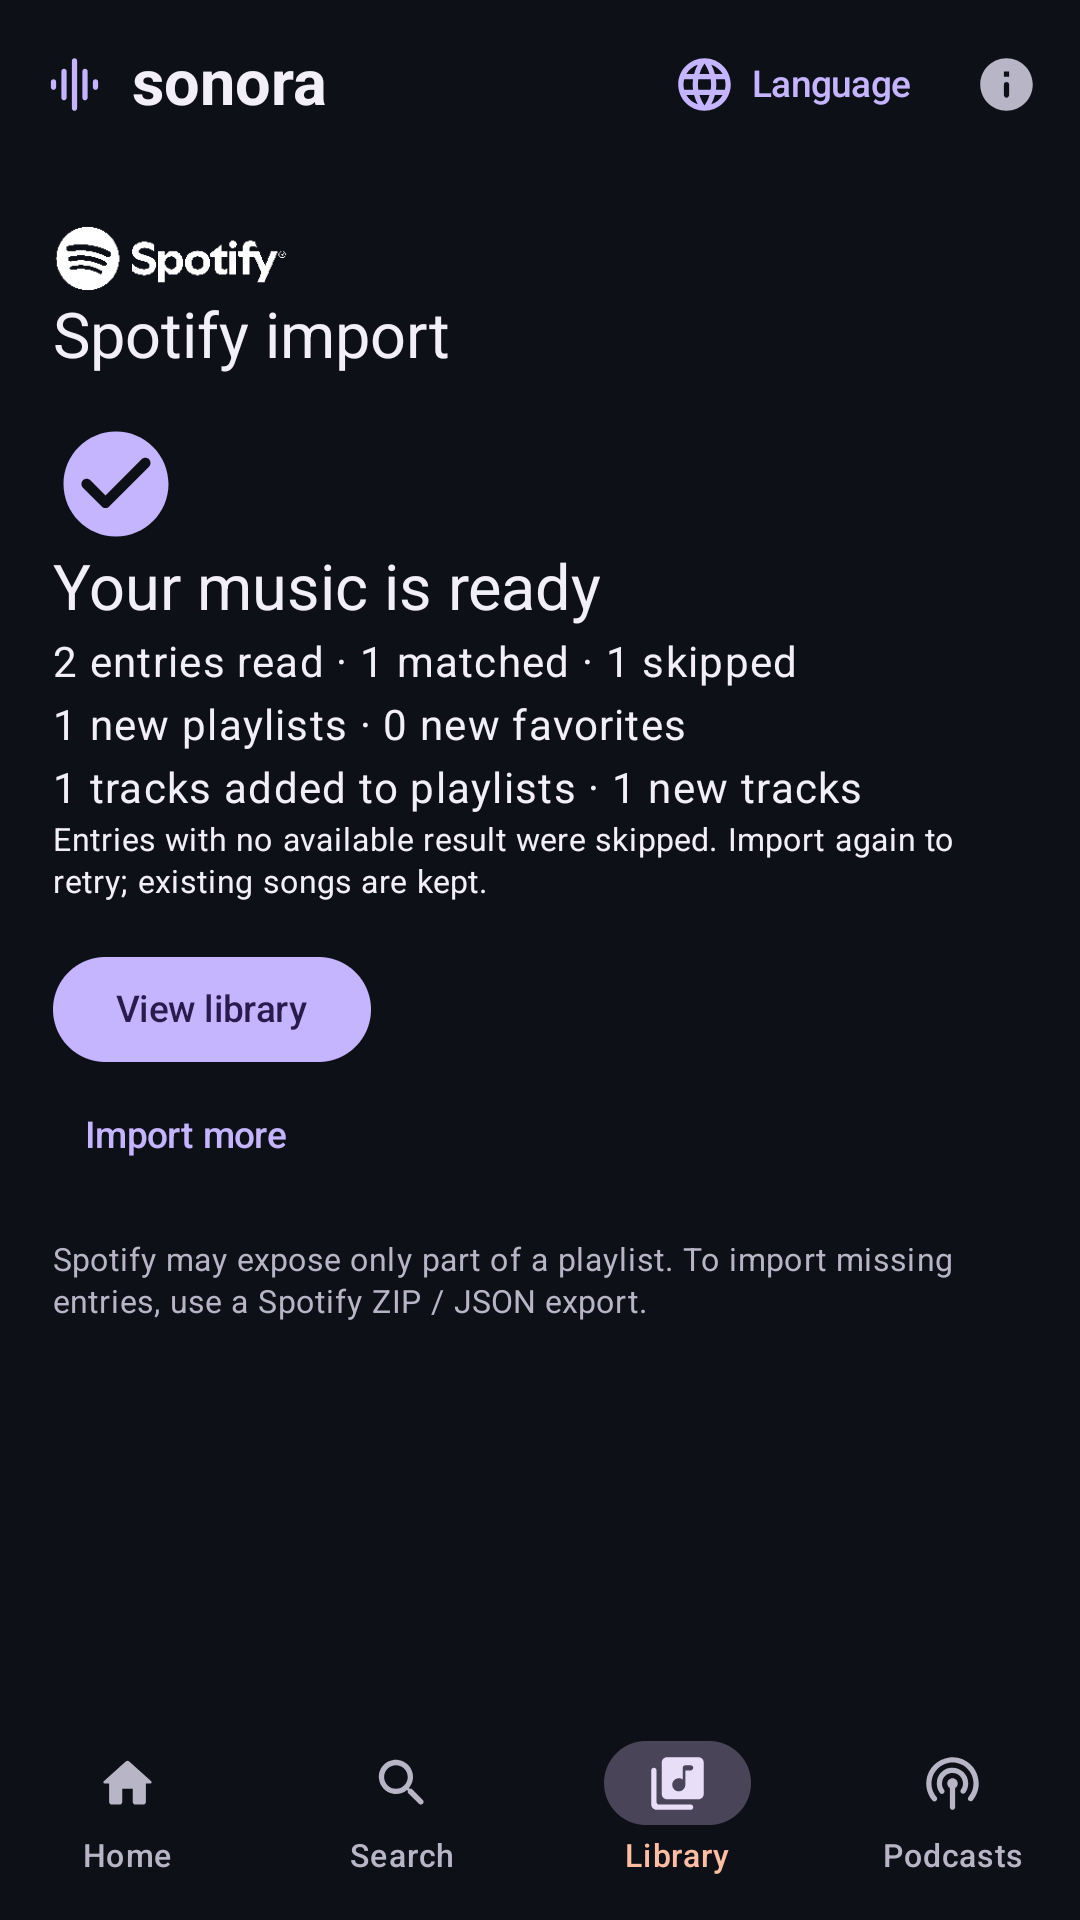 sonora
Language
Spotify
Spotify import
Your music is ready
2 entries read · 1 matched · 1 skipped
1 new playlists · 0 new favorites
1 tracks added to playlists · 1 new tracks
Entries with no available result were skipped. Import again to
retry; existing songs are kept.
View library
Import more
Spotify may expose only part of a playlist. To import missing
entries, use a Spotify ZIP / JSON export.
Home
Search
Library
Podcasts